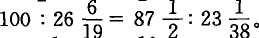 100 : 26 6/19 = 87 1/2 : 23 1/38。